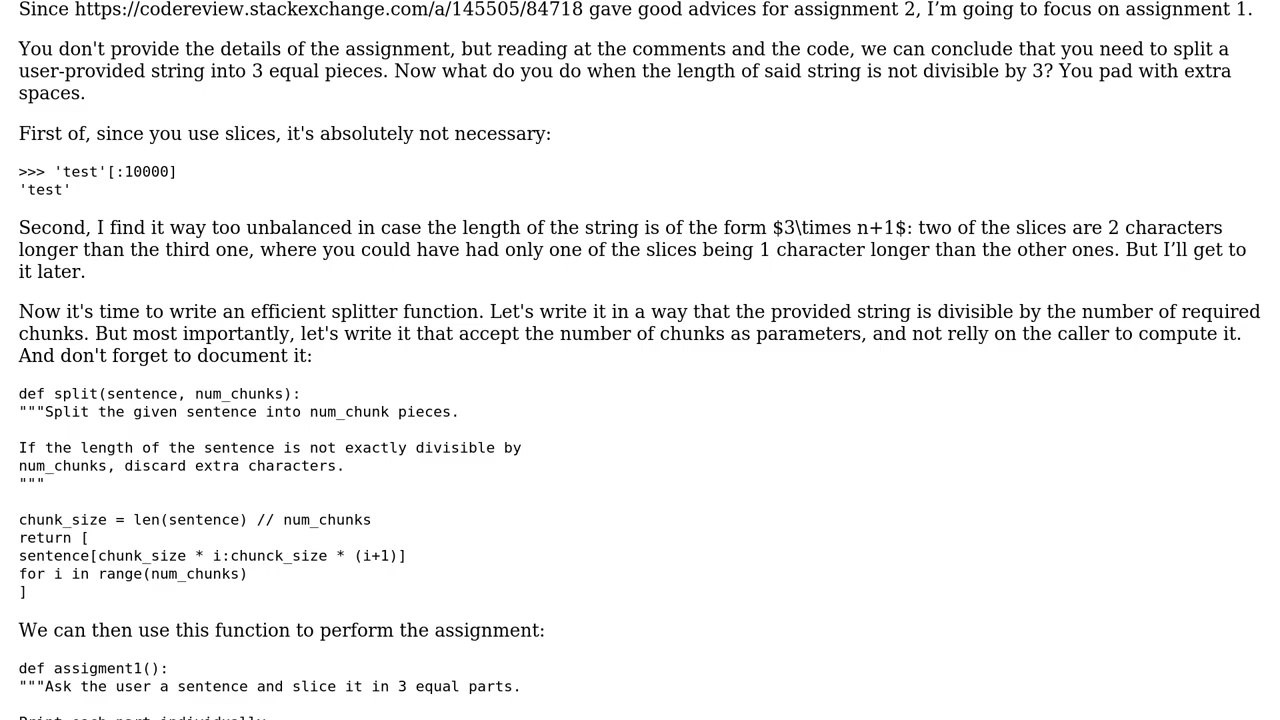 Since https://codereview.stackexchange.com/a/145505/84718 gave good advices for assignment 2, I’m going to focus on assignment 1.
You don't provide the details of the assignment, but reading at the comments and the code, we can conclude that you need to split a
user-provided string into 3 equal pieces. Now what do you do when the length of said string is not divisible by 3? You pad with extra
spaces.
First of, since you use slices, it's absolutely not necessary:
>>> 'test'[:10000]
'test'
Second, I find it way too unbalanced in case the length of the string is of the form $3\times n+1$: two of the slices are 2 characters
longer than the third one, where you could have had only one of the slices being 1 character longer than the other ones. But I’ll get to
it later.
Now it's time to write an efficient splitter function. Let's write it in a way that the provided string is divisible by the number of required
chunks. But most importantly, let's write it that accept the number of chunks as parameters, and not relly on the caller to compute it.
And don't forget to document it:
def split(sentence, num_chunks):
"""Split the given sentence into num_chunk pieces.
If the length of the sentence is not exactly divisible by
num_chunks, discard extra characters.
"""
chunk_size = len(sentence) // num_chunks
return [
sentence[chunk_size * i:chunck_size * (i+1)]
for i in range(num_chunks)
]
We can then use this function to perform the assignment:
def assigment1():
"""Ask the user a sentence and slice it in 3 equal parts.
Print each part individually.